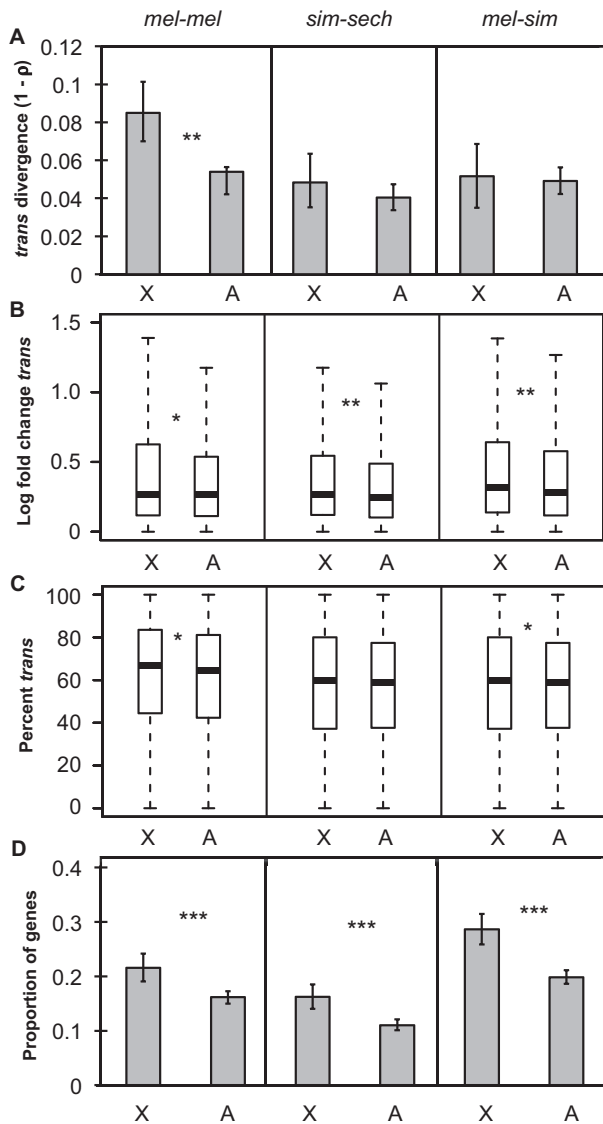 mel-mel sim-sech mel-sim
A
trans divergence (1 - ρ)
0.12
0.1
0.08
0.06
0.04
0.02
0
**
X A X A X A
B
Log fold change trans
1.5
1.0
0.5
0
* ** **
X A X A X A
C
Percent trans
100
80
60
40
20
0
* *
X A X A X A
D
Proportion of genes
0.4
0.3
0.2
0.1
0
*** *** ***
X A X A X A